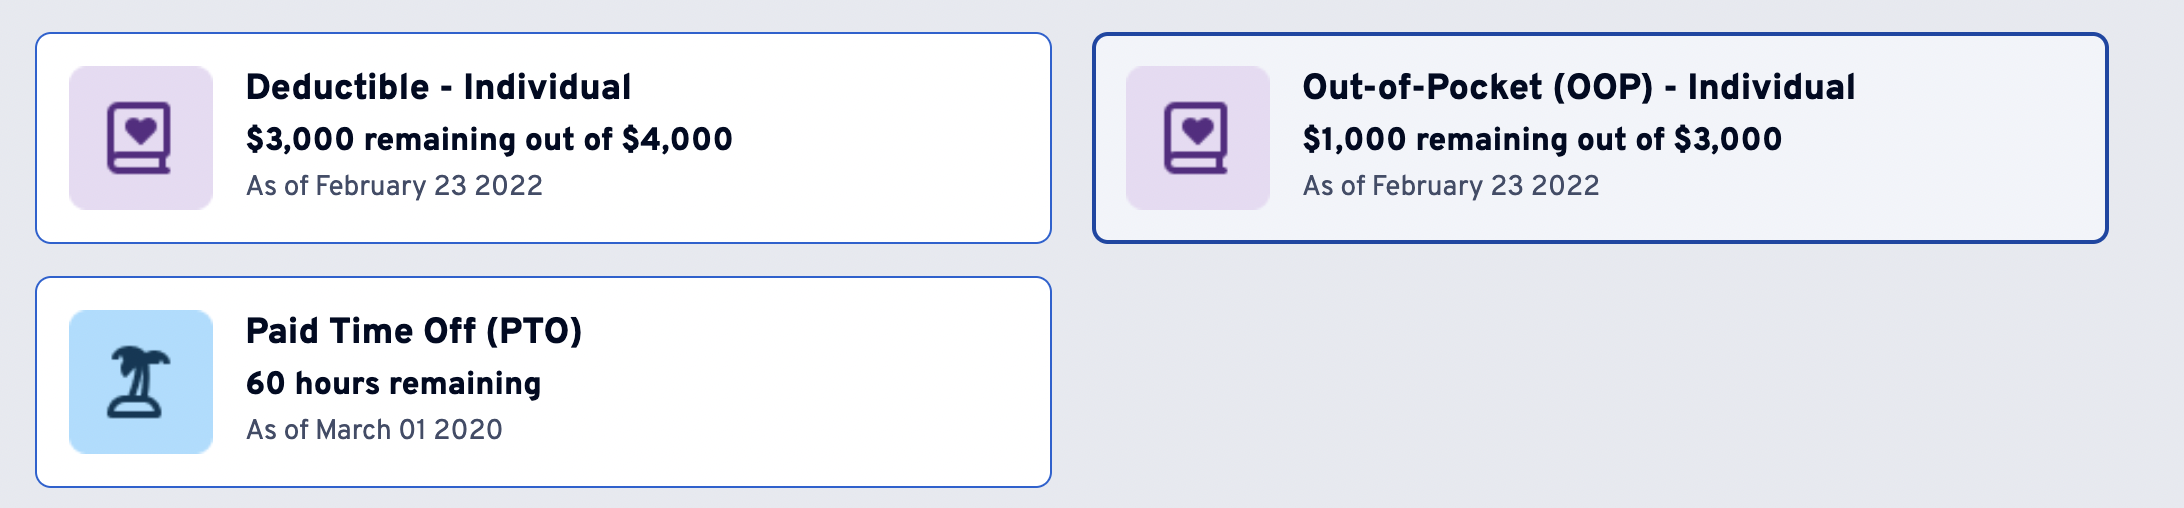 Deductible - Individual
$3,000 remaining out of $4,000
As of February 23 2022
Out-of-Pocket (OOP) - Individual
$1,000 remaining out of $3,000
As of February 23 2022
Paid Time Off (PTO)
60 hours remaining
As of March 01 2020